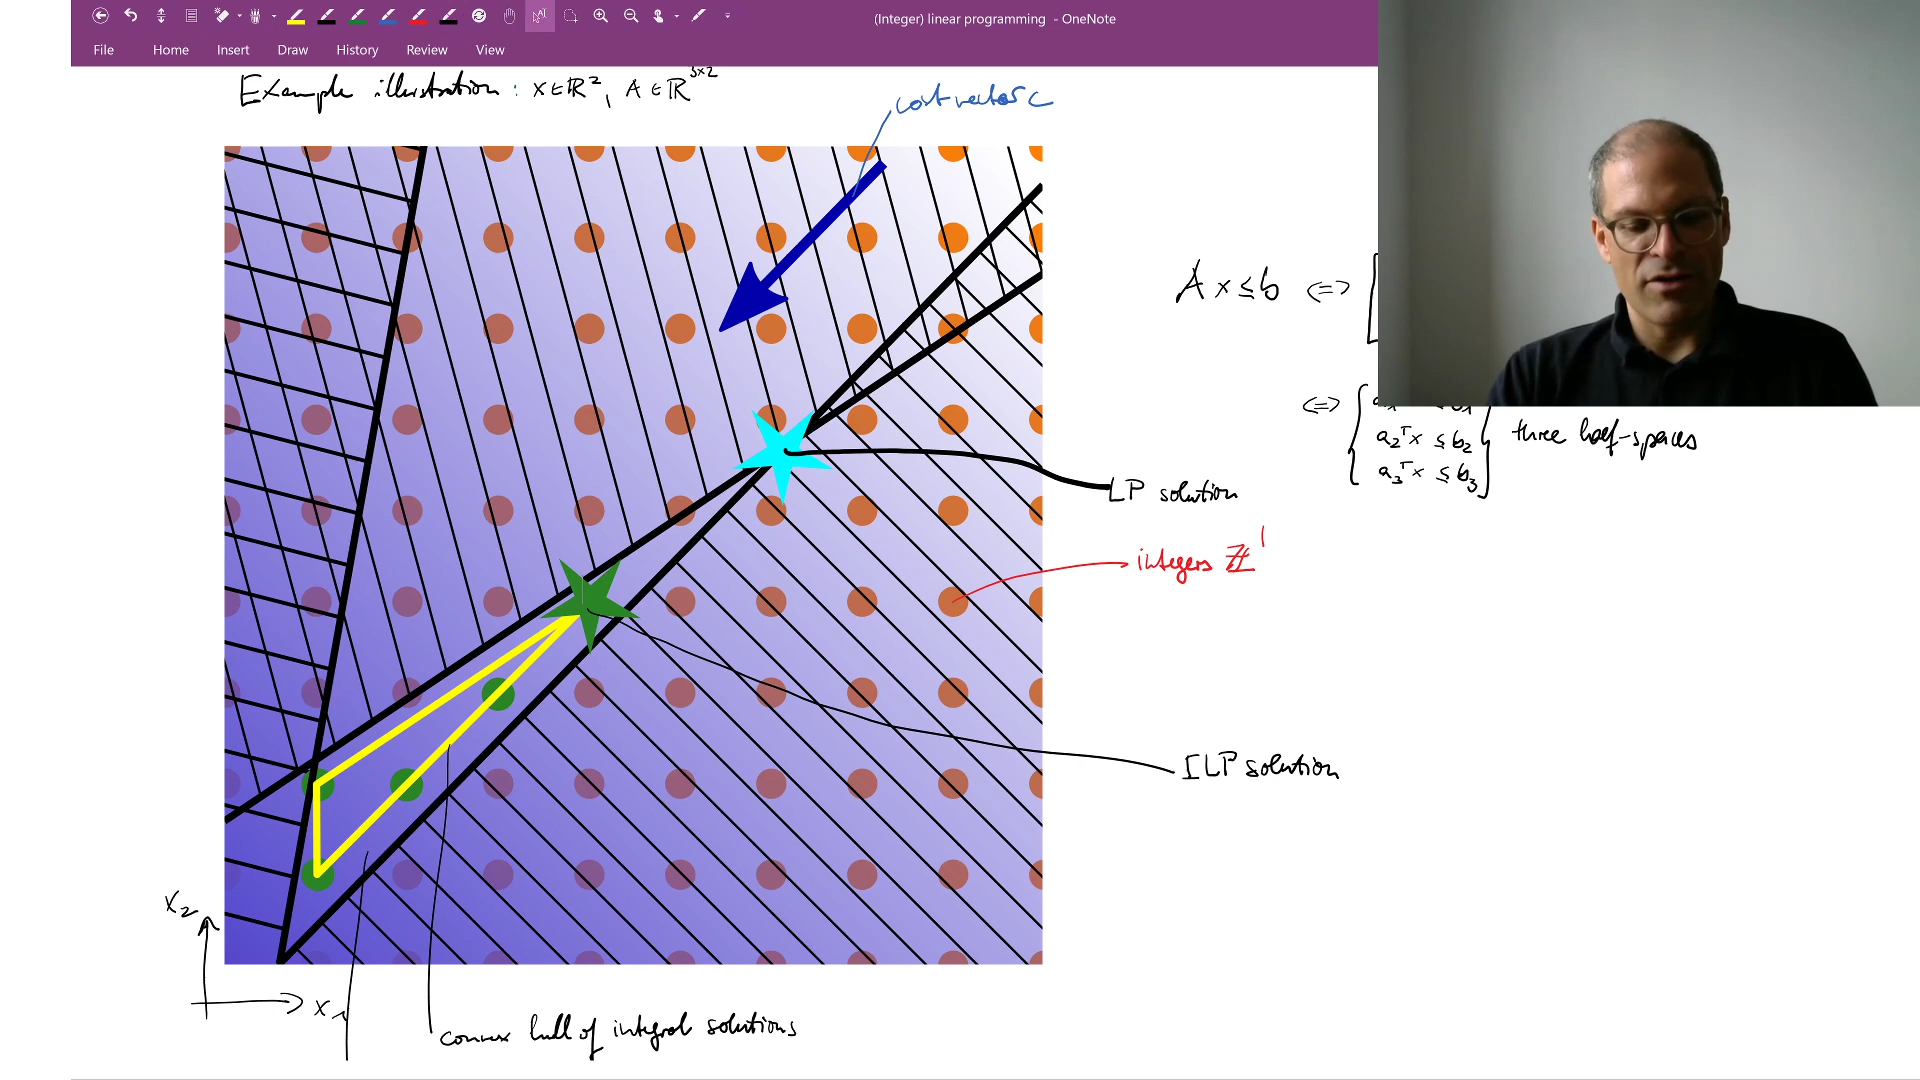 (Integer) linear programming - OneNote
File Home Insert Draw History Review View
Example illustration : x ∈ ℝ², A ∈ ℝ³ˣ²
cost vector c
A x ≤ b ⇔ [
⇔ {
a₂ᵀx ≤ b₂
a₃ᵀx ≤ b₃
} three half-spaces
LP solution
integers ℤ
ILP solution
x₂
x₁
convex hull of integral solutions